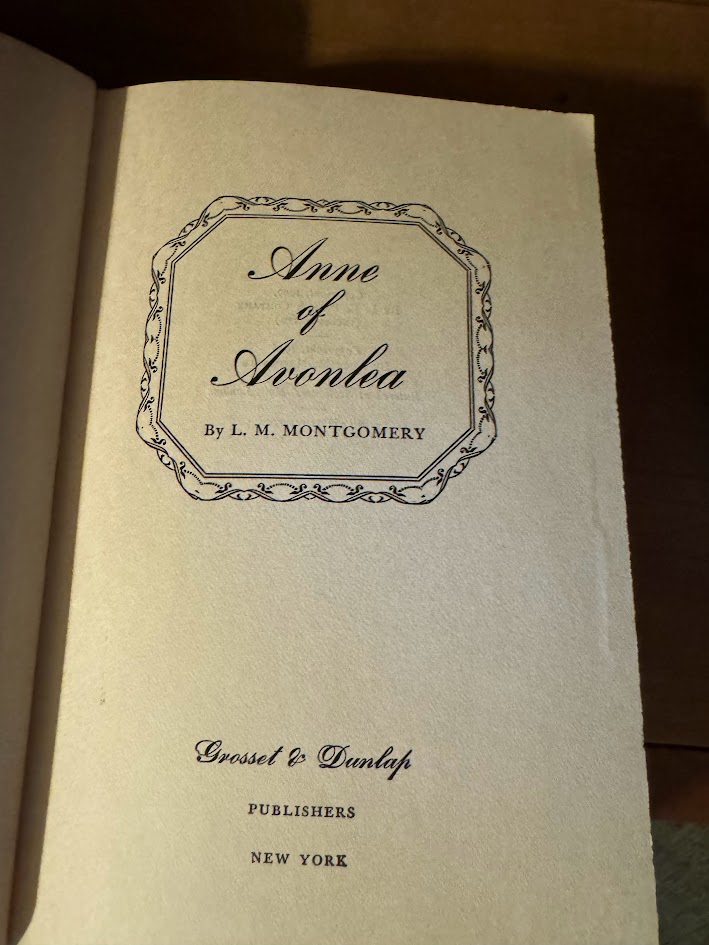 Anne
of
Avonlea
By L. M. MONTGOMERY
Grosset & Dunlap
PUBLISHERS
NEW YORK